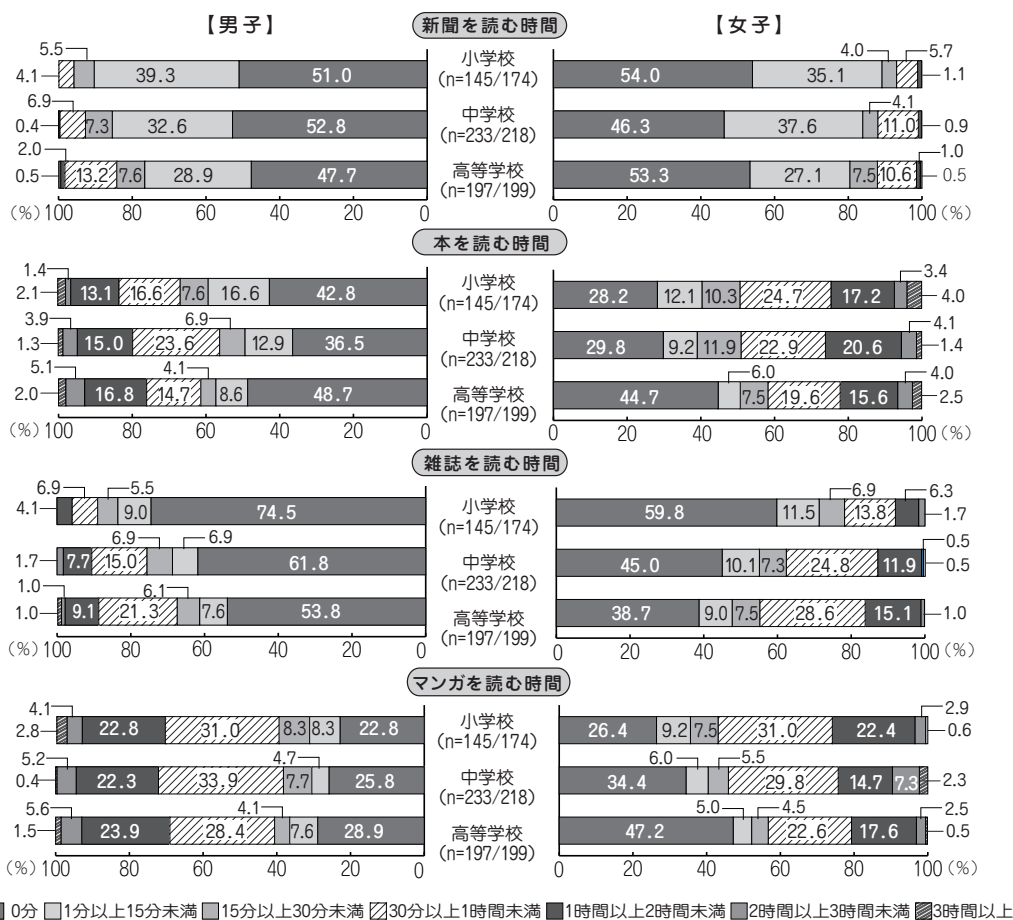 【男子】 新聞を読む時間 【女子】
5.5 4.0 5.7
4.1 39.3 51.0 小学校 54.0 35.1 1.1
(n=145/174)
6.9 4.1
0.4 7.3 32.6 52.8 中学校 46.3 37.6 11.0 0.9
(n=233/218)
2.0 1.0
0.5 13.2 7.6 28.9 47.7 高等学校 53.3 27.1 7.5 10.6 0.5
(n=197/199)
(%) 100 80 60 40 20 0 0 20 40 60 80 100 (%)
本を読む時間
1.4 3.4
2.1 13.1 16.6 7.6 16.6 42.8 小学校 28.2 12.1 10.3 24.7 17.2 4.0
(n=145/174)
3.9 6.9 4.1
1.3 15.0 23.6 12.9 36.5 中学校 29.8 9.2 11.9 22.9 20.6 1.4
(n=233/218)
5.1 4.1 6.0 4.0
2.0 16.8 14.7 8.6 48.7 高等学校 44.7 7.5 19.6 15.6 2.5
(n=197/199)
(%) 100 80 60 40 20 0 0 20 40 60 80 100 (%)
雑誌を読む時間
6.9 5.5 6.9 6.3
4.1 9.0 74.5 小学校 59.8 11.5 13.8 1.7
(n=145/174)
6.9 6.9 0.5
1.7 7.7 15.0 61.8 中学校 45.0 10.1 7.3 24.8 11.9 0.5
(n=233/218)
1.0 6.1
1.0 9.1 21.3 7.6 53.8 高等学校 38.7 9.0 7.5 28.6 15.1 1.0
(n=197/199)
(%) 100 80 60 40 20 0 0 20 40 60 80 100 (%)
マンガを読む時間
4.1 2.9
2.8 22.8 31.0 8.3 8.3 22.8 小学校 26.4 9.2 7.5 31.0 22.4 0.6
(n=145/174)
5.2 4.7 6.0 5.5
0.4 22.3 33.9 7.7 25.8 中学校 34.4 29.8 14.7 7.3 2.3
(n=233/218)
5.6 4.1 5.0 4.5 2.5
1.5 23.9 28.4 7.6 28.9 高等学校 47.2 22.6 17.6 0.5
(n=197/199)
(%) 100 80 60 40 20 0 0 20 40 60 80 100 (%)
0分 1分以上15分未満 15分以上30分未満 30分以上1時間未満 1時間以上2時間未満 2時間以上3時間未満 3時間以上